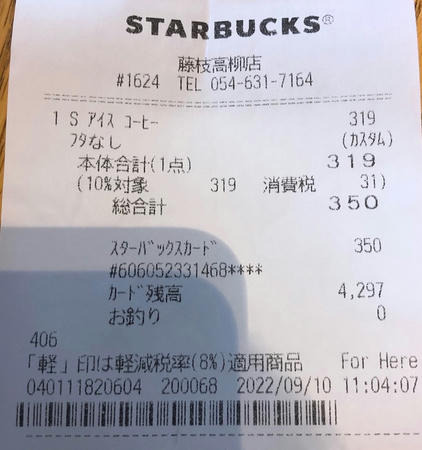 STARBUCKS®
藤枝高柳店
#1624 TEL 054-631-7164
1 S ｱｲｽ ｺｰﾋｰ 319
ﾌﾀなし (ｶｽﾀﾑ)
本体合計(1点) 319
(10%対象 319 消費税 31)
総合計 350
ｽﾀｰﾊﾞｯｸｽｶｰﾄﾞ 350
#606052331468****
ｶｰﾄﾞ残高 4,297
お釣り 0
406
「軽」印は軽減税率(8%)適用商品 For Here
040111820604 200068 2022/09/10 11:04:07